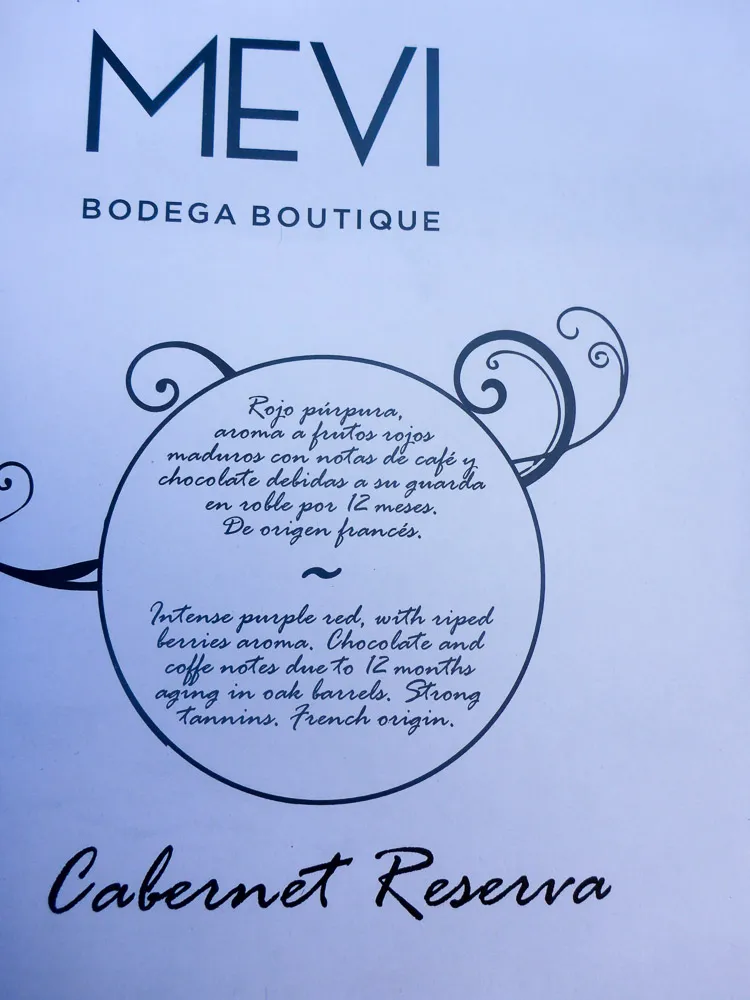 MEVI
BODEGA BOUTIQUE
Rojo púrpura,
aroma a frutos rojos
maduros con notas de café y
chocolate debidas a su guarda
en roble por 12 meses.
De origen francés.
~
Intense purple red, with riped
berries aroma. Chocolate and
coffe notes due to 12 months
aging in oak barrels. Strong
tannins. French origin.
Cabernet Reserva